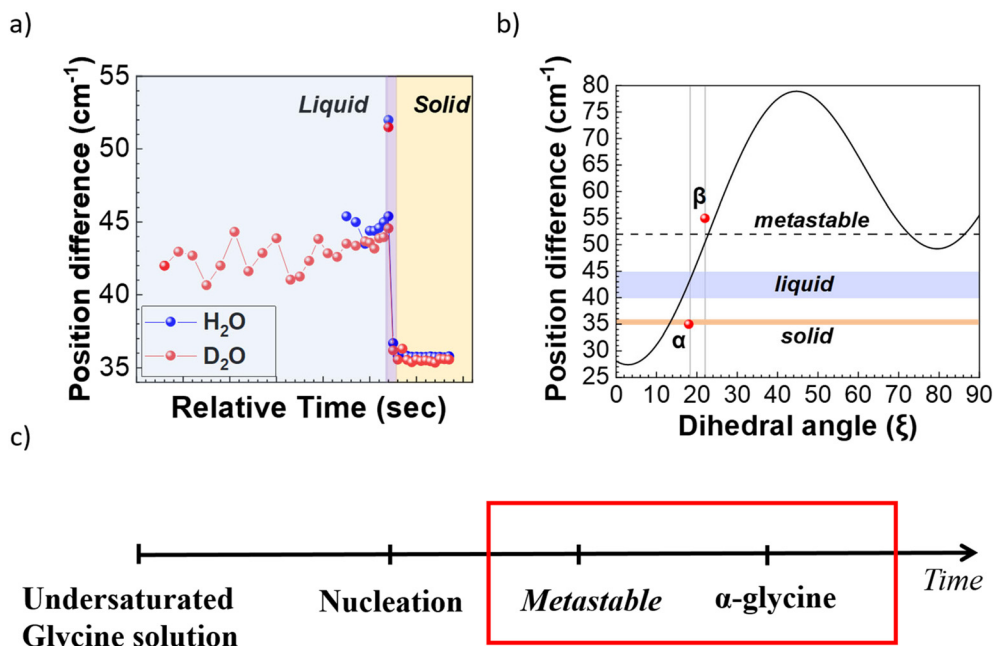 a)
Position difference (cm⁻¹)
55
50
45
41
35
Liquid
Solid
H₂O
D₂O
Relative Time (sec)
b)
Position difference (cm⁻¹)
80
75
70
65
60
55
50
45
40
35
30
25
β
metastable
liquid
α
solid
0 10 20 30 40 50 60 70 80 90
Dihedral angle (ξ)
c)
Undersaturated
Glycine solution
Nucleation
Metastable
α-glycine
Time